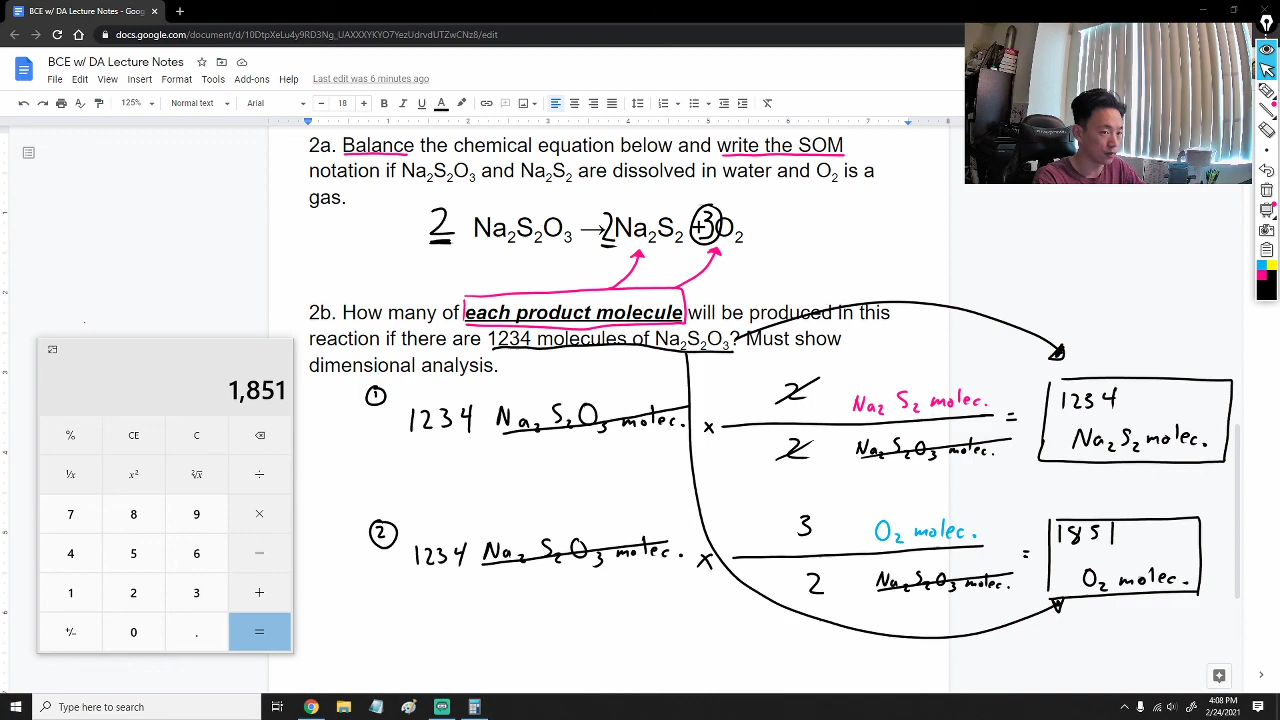 BCE w/ DA Lecture Notes - Goog
docs.google.com/document/d/10DtpXeLu4y9RD3Ng_UAXXXYKYO7YezUdrvdUTZwCNz8/edit
BCE w/ DA Lecture Notes
File Edit View Insert Format Tools Add-ons Help Last edit was 6 minutes ago
125% Normal text Arial 18 B I U A
2a. Balance the chemical equation below and write the SOM
notation if Na₂S₂O₃ and Na₂S₂ are dissolved in water and O₂ is a
gas.
2 Na₂S₂O₃ → 2 Na₂S₂ + 3 O₂
2b. How many of each product molecule will be produced in this
reaction if there are 1234 molecules of Na₂S₂O₃? Must show
dimensional analysis.
1
1234 Na₂S₂O₃ molec. x
2 Na₂S₂ molec.
2 Na₂S₂O₃ molec.
= 1234
Na₂S₂ molec.
2
1234 Na₂S₂O₃ molec. x
3 O₂ molec.
2 Na₂S₂O₃ molec.
= 1851
O₂ molec.
1,851
% CE C
¹/x x² ²√x ÷
7 8 9 ×
4 5 6 −
1 2 3 +
+/− 0 . =
Type here to search
4:08 PM
2/24/2021